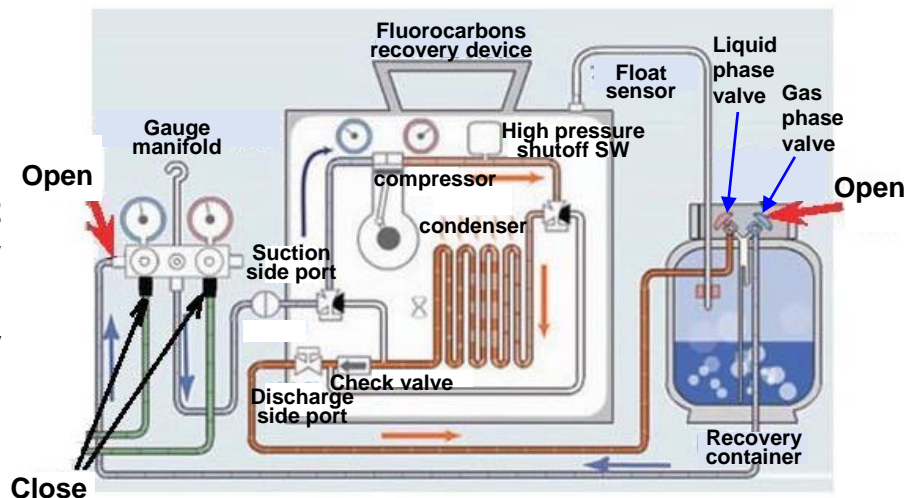 Fluorocarbons
recovery device
Liquid
phase
valve
Float
sensor
Gas
phase
valve
Gauge
manifold
High pressure
shutoff SW
Open
compressor
Open
condenser
Suction
side port
Check valve
Discharge
side port
Recovery
container
Close